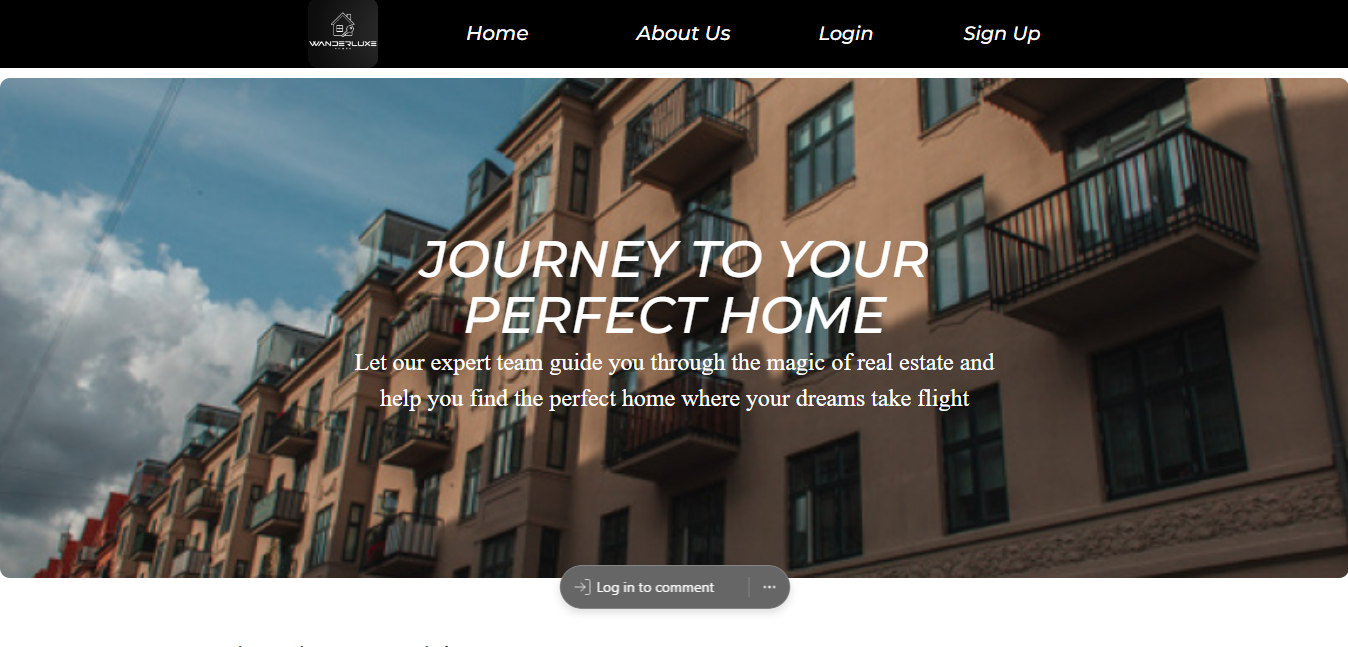 WANDERLUXE
Home
About Us
Login
Sign Up
JOURNEY TO YOUR
PERFECT HOME
Let our expert team guide you through the magic of real estate and
help you find the perfect home where your dreams take flight
Log in to comment